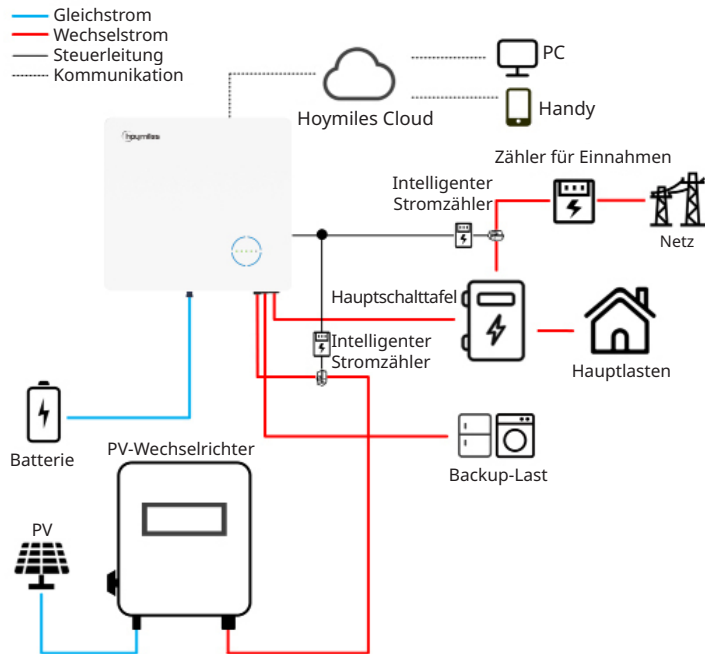 Gleichstrom
Wechselstrom
Steuerleitung
Kommunikation
PC
Hoymiles Cloud
Handy
hoymiles
Zähler für Einnahmen
Intelligenter
Stromzähler
Netz
Hauptschalttafel
Intelligenter
Stromzähler
Hauptlasten
Batterie
PV-Wechselrichter
Backup-Last
PV